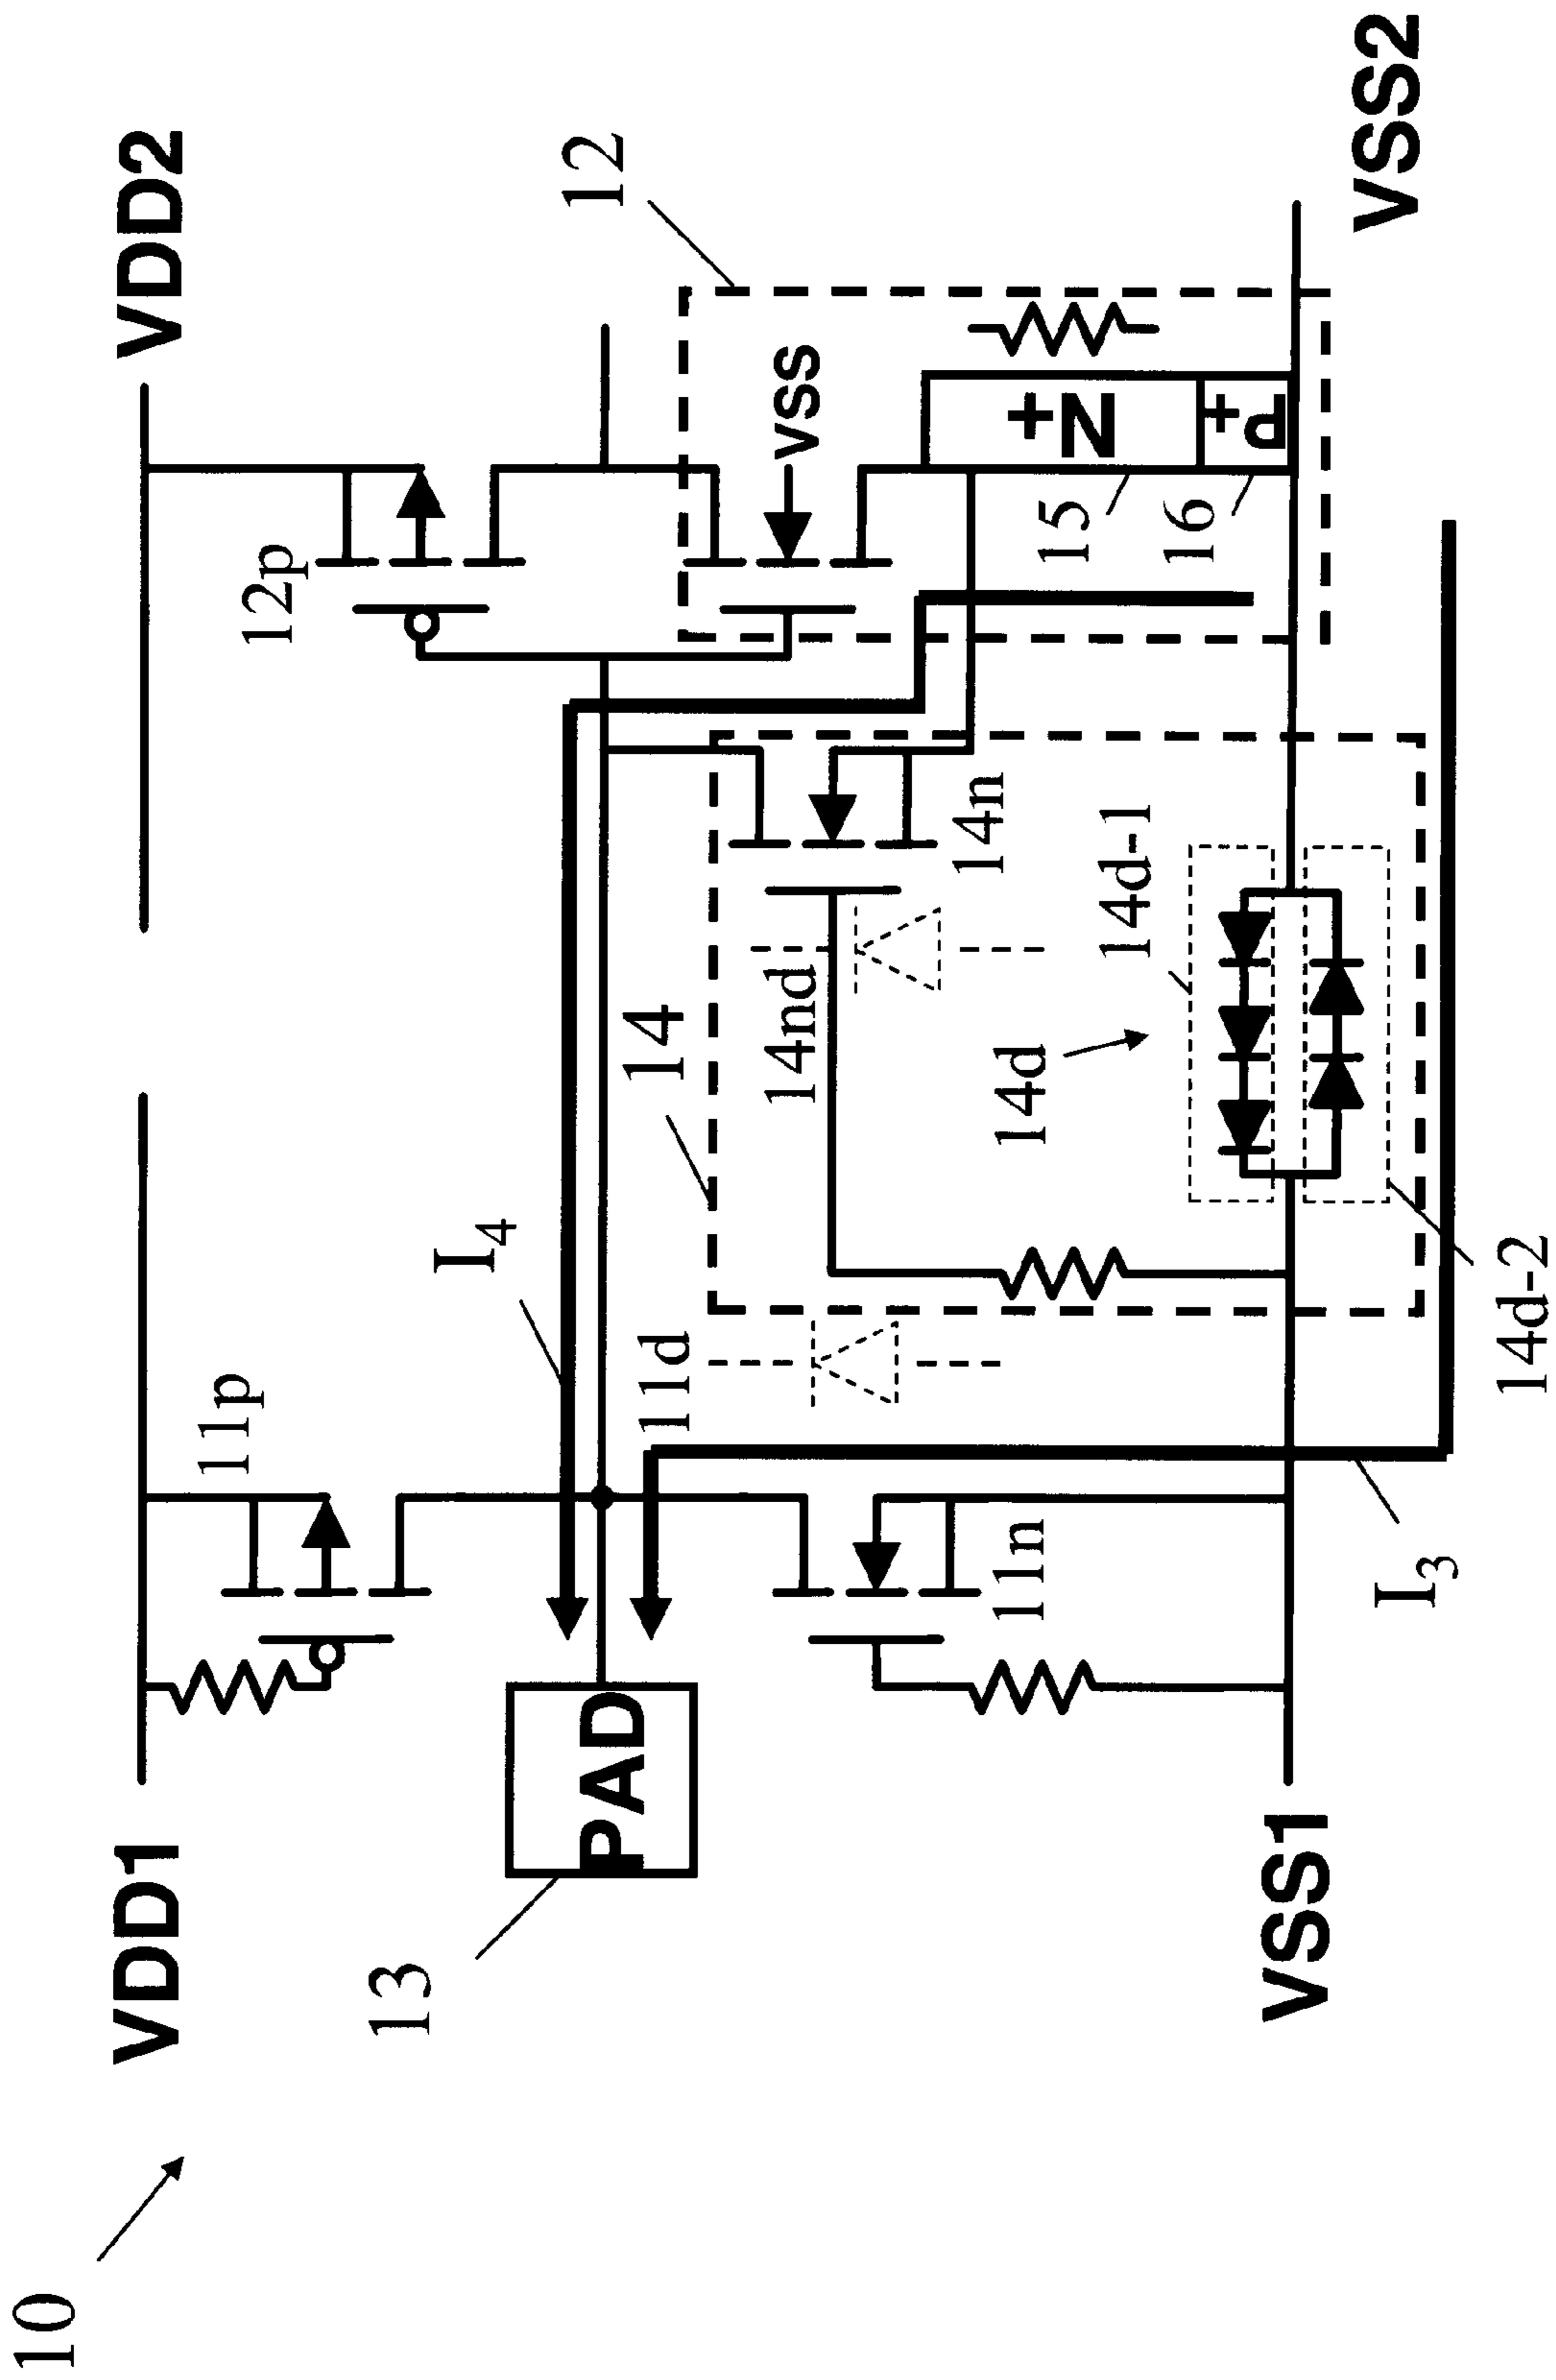 10
VDD1
VDD2
11p
12p
12
13
PAD
I4
14
11d
14nd
14n
14d
14d-1
14d-2
11n
I3
vss
N+
P+
15
16
VSS1
VSS2